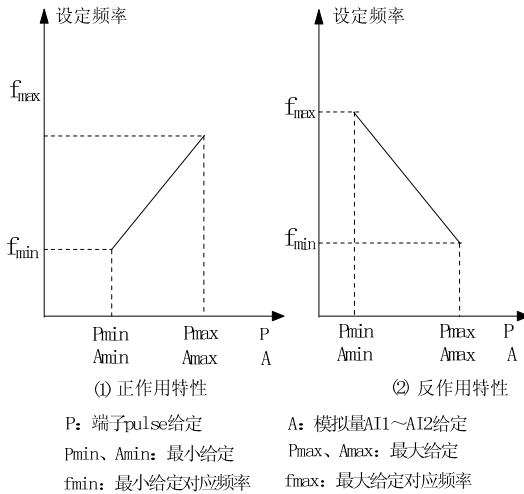 设定频率
fmax
fmin
Pmin Pmax P
Amin Amax A
(1) 正作用特性
设定频率
fmax
fmin
Pmin Pmax P
Amin Amax A
(2) 反作用特性
P: 端子pulse给定
A: 模拟量AI1～AI2给定
Pmin、Amin: 最小给定
Pmax、Amax: 最大给定
fmin: 最小给定对应频率
fmax: 最大给定对应频率